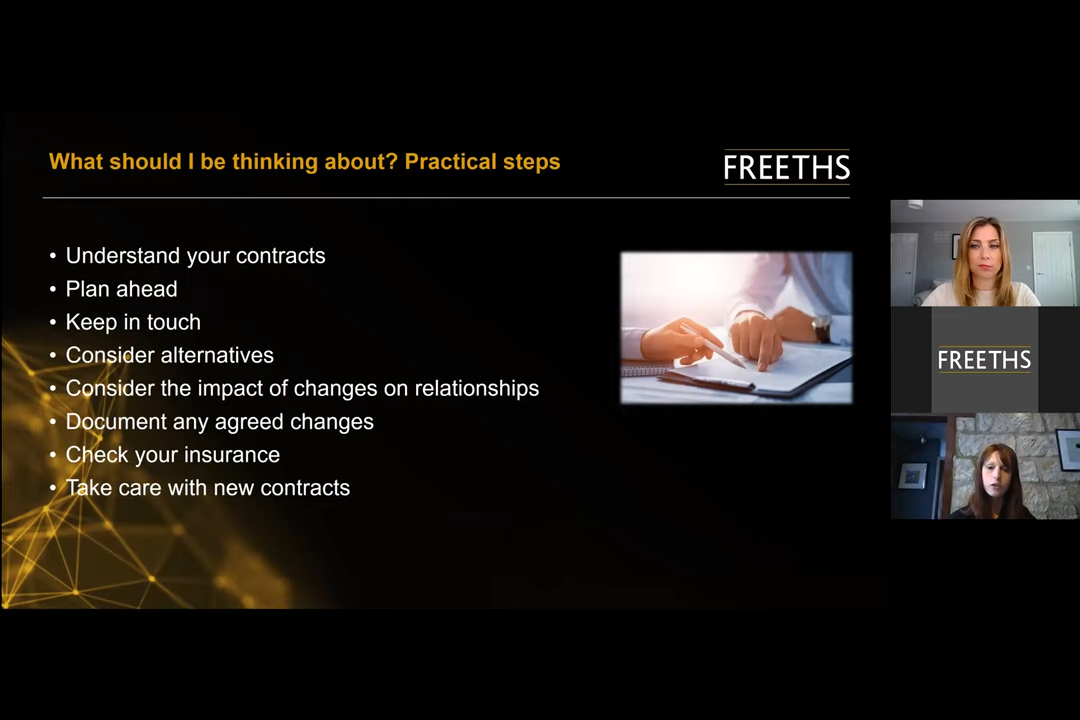 What should I be thinking about? Practical steps
FREETHS
• Understand your contracts
• Plan ahead
• Keep in touch
• Consider alternatives
• Consider the impact of changes on relationships
• Document any agreed changes
• Check your insurance
• Take care with new contracts
FREETHS